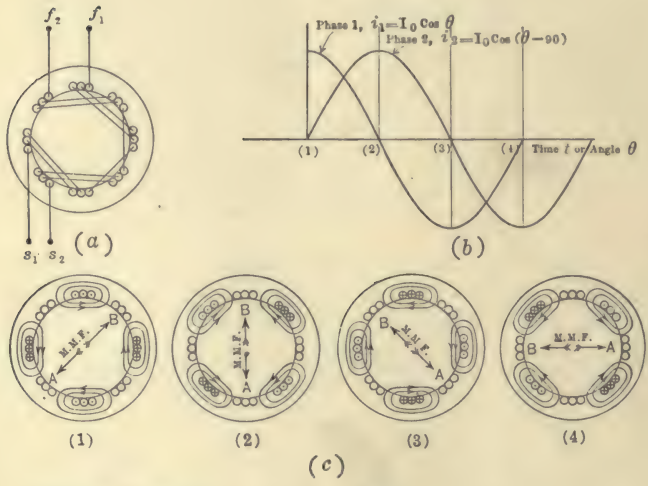 f₂ f₁
s₁ s₂
(a)
Phase 1, i₁=I₀ Cos θ
Phase 2, i₂=I₀ Cos (θ−90)
(1) (2) (3) (4) Time t or Angle θ
(b)
B M.M.F. A
B M.M.F. A
B M.M.F. A
B M.M.F. A
(1) (2) (3) (4)
(c)